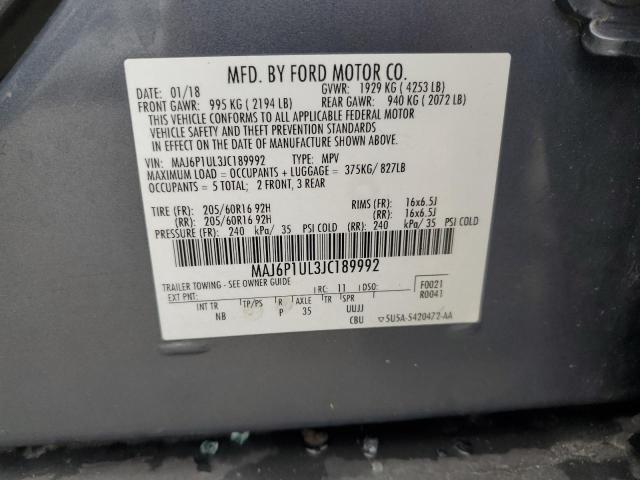 MFD. BY FORD MOTOR CO.
DATE: 01/18 GVWR: 1929 KG ( 4253 LB)
FRONT GAWR: 995 KG ( 2194 LB) REAR GAWR: 940 KG ( 2072 LB)
THIS VEHICLE CONFORMS TO ALL APPLICABLE FEDERAL MOTOR
VEHICLE SAFETY AND THEFT PREVENTION STANDARDS
IN EFFECT ON THE DATE OF MANUFACTURE SHOWN ABOVE.
VIN: MAJ6P1UL3JC189992 TYPE: MPV
MAXIMUM LOAD = OCCUPANTS + LUGGAGE = 375KG/ 827LB
OCCUPANTS = 5 TOTAL; 2 FRONT, 3 REAR
TIRE (FR): 205/60R16 92H RIMS (FR): 16x6.5J
(RR): 205/60R16 92H (RR): 16x6.5J
PRESSURE (FR): 240 kPa/ 35 PSI COLD (RR): 240 kPa/ 35 PSI COLD
MAJ6P1UL3JC189992
TRAILER TOWING - SEE OWNER GUIDE
EXT PNT: RC: 11 DSO: F0021
R0041
INT TR TP/PS R AXLE TR SPR
NB P 35 UUJJ
CBU ▽5U5A-5420472-AA